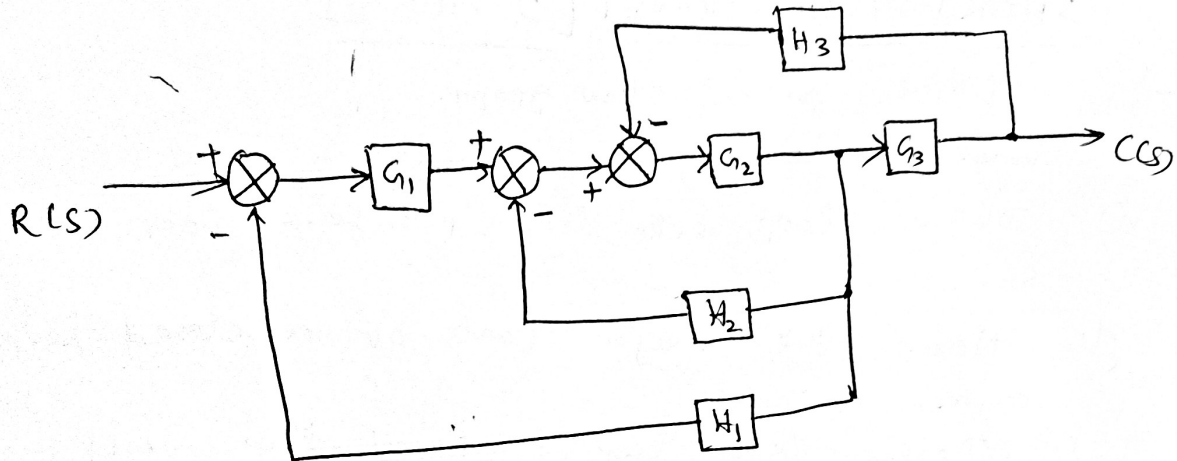 H3
+
G1
+
-
-
+
G2
G3
C(S)
R(S)
-
H2
H1